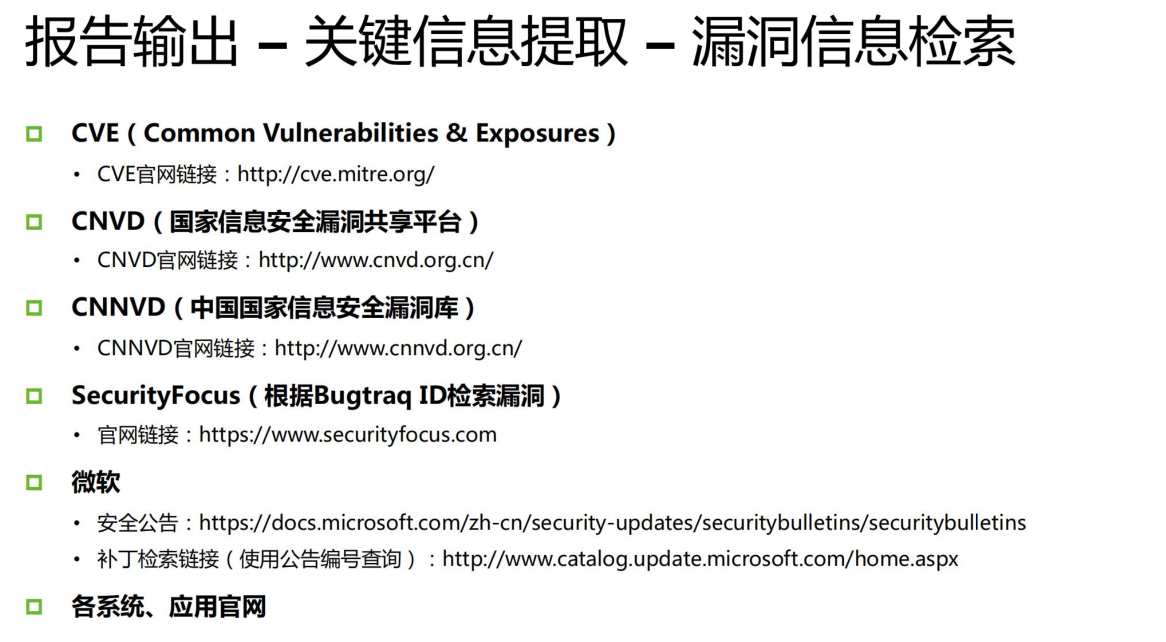 报告输出 – 关键信息提取 – 漏洞信息检索
CVE（Common Vulnerabilities & Exposures）
• CVE官网链接：http://cve.mitre.org/
CNVD（国家信息安全漏洞共享平台）
• CNVD官网链接：http://www.cnvd.org.cn/
CNNVD（中国国家信息安全漏洞库）
• CNNVD官网链接：http://www.cnnvd.org.cn/
SecurityFocus（根据Bugtraq ID检索漏洞）
• 官网链接：https://www.securityfocus.com
微软
• 安全公告：https://docs.microsoft.com/zh-cn/security-updates/securitybulletins/securitybulletins
• 补丁检索链接（使用公告编号查询）：http://www.catalog.update.microsoft.com/home.aspx
各系统、应用官网